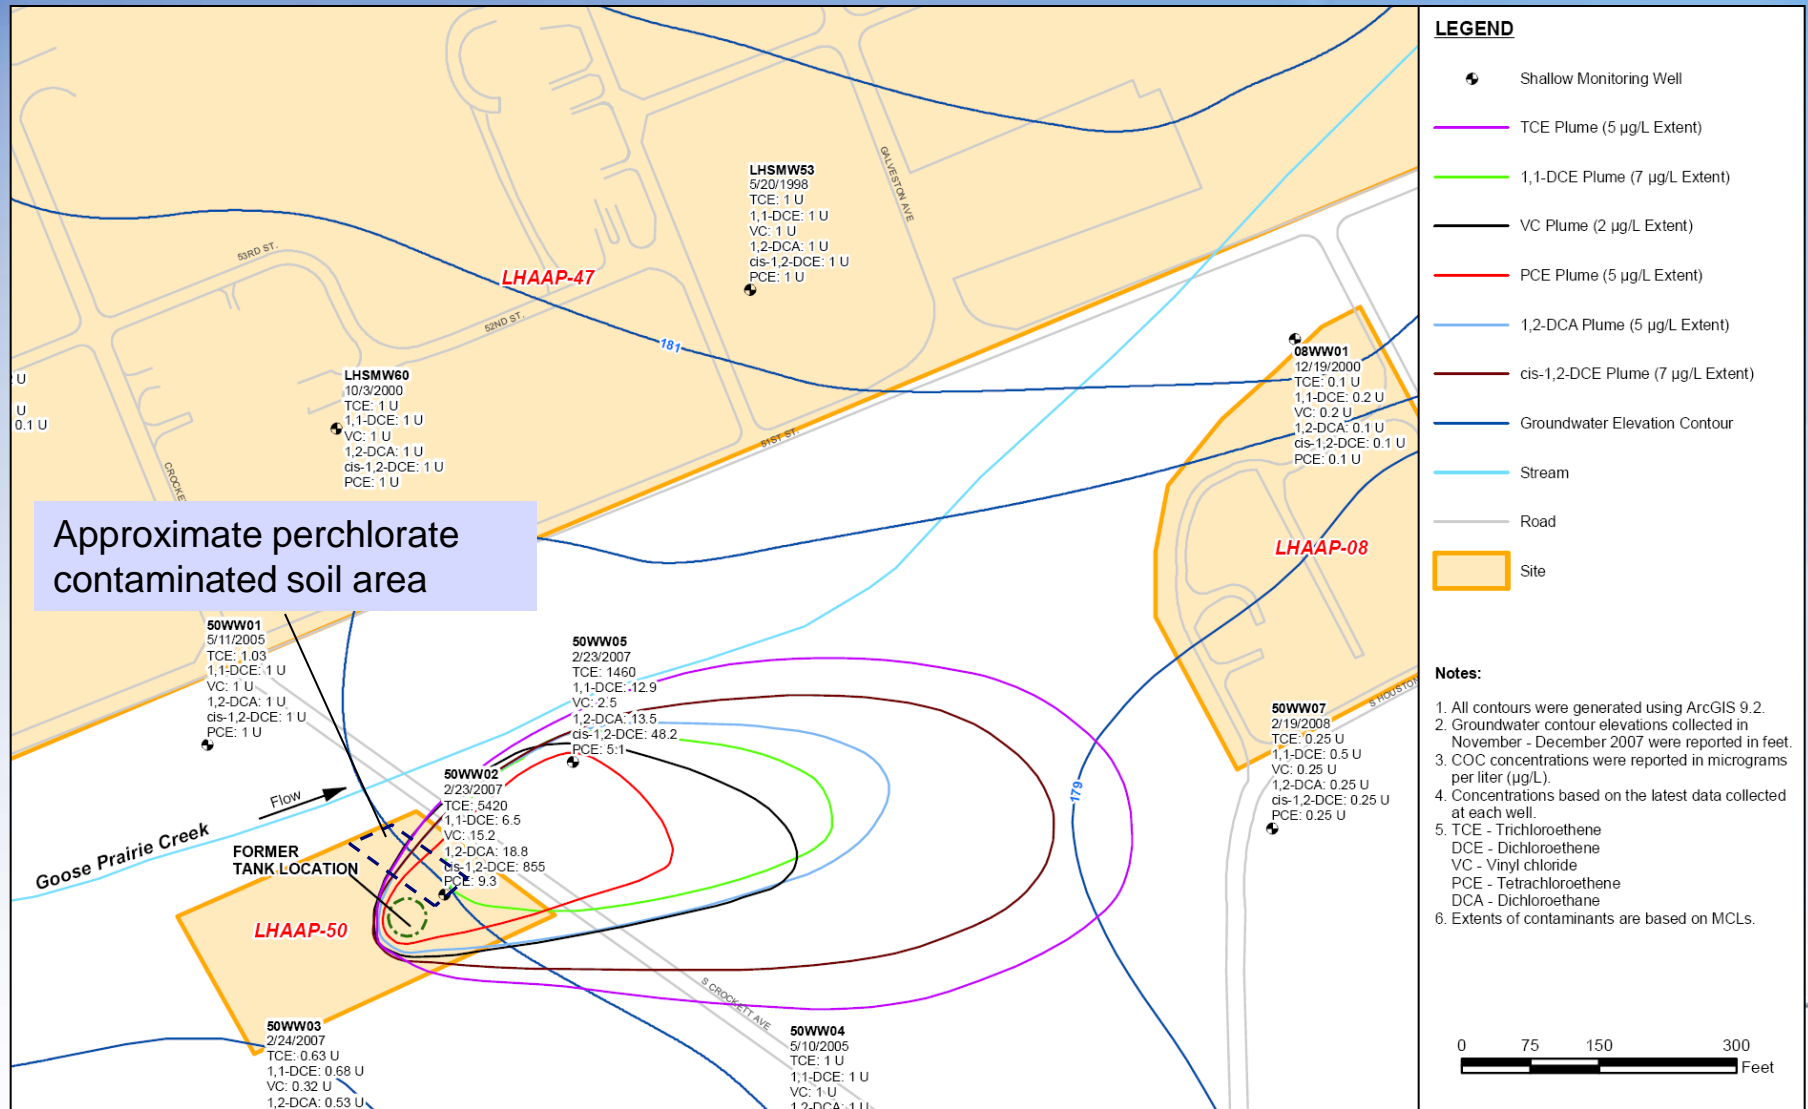 LHSMW53
5/20/1998
TCE: 1 U
1,1-DCE: 1 U
VC: 1 U
1,2-DCA: 1 U
cis-1,2-DCE: 1 U
PCE: 1 U
GALVESTON AVE
53RD ST.
LHAAP-47
52ND ST.
181
LHSMW60
10/3/2000
TCE: 1 U
1,1-DCE: 1 U
VC: 1 U
1,2-DCA: 1 U
cis-1,2-DCE: 1 U
PCE: 1 U
U
U
0.1 U
08WW01
12/19/2000
TCE: 0.1 U
1,1-DCE: 0.2 U
VC: 0.2 U
1,2-DCA: 0.1 U
cis-1,2-DCE: 0.1 U
PCE: 0.1 U
51ST ST.
CROCKE
Approximate perchlorate
contaminated soil area
LHAAP-08
50WW01
5/11/2005
TCE: 1.03
1,1-DCE: 1 U
VC: 1 U
1,2-DCA: 1 U
cis-1,2-DCE: 1 U
PCE: 1 U
50WW05
2/23/2007
TCE: 1460
1,1-DCE: 12.9
VC: 2.5
1,2-DCA: 13.5
cis-1,2-DCE: 48.2
PCE: 5.1
S HOUSTON
50WW07
2/19/2008
TCE: 0.25 U
1,1-DCE: 0.5 U
VC: 0.25 U
1,2-DCA: 0.25 U
cis-1,2-DCE: 0.25 U
PCE: 0.25 U
179
50WW02
2/23/2007
TCE: 5420
1,1-DCE: 6.5
VC: 15.2
1,2-DCA: 18.8
cis-1,2-DCE: 855
PCE: 9.3
Flow
Goose Prairie Creek
FORMER
TANK LOCATION
LHAAP-50
S CROCKETT AVE
50WW03
2/24/2007
TCE: 0.63 U
1,1-DCE: 0.68 U
VC: 0.32 U
1,2-DCA: 0.53 U
50WW04
5/10/2005
TCE: 1 U
1,1-DCE: 1 U
VC: 1 U
1,2-DCA: 1 U
LEGEND
Shallow Monitoring Well
TCE Plume (5 µg/L Extent)
1,1-DCE Plume (7 µg/L Extent)
VC Plume (2 µg/L Extent)
PCE Plume (5 µg/L Extent)
1,2-DCA Plume (5 µg/L Extent)
cis-1,2-DCE Plume (7 µg/L Extent)
Groundwater Elevation Contour
Stream
Road
Site
Notes:
1. All contours were generated using ArcGIS 9.2.
2. Groundwater contour elevations collected in
November - December 2007 were reported in feet.
3. COC concentrations were reported in micrograms
per liter (µg/L).
4. Concentrations based on the latest data collected
at each well.
5. TCE - Trichloroethene
DCE - Dichloroethene
VC - Vinyl chloride
PCE - Tetrachloroethene
DCA - Dichloroethane
6. Extents of contaminants are based on MCLs.
0 75 150 300
Feet